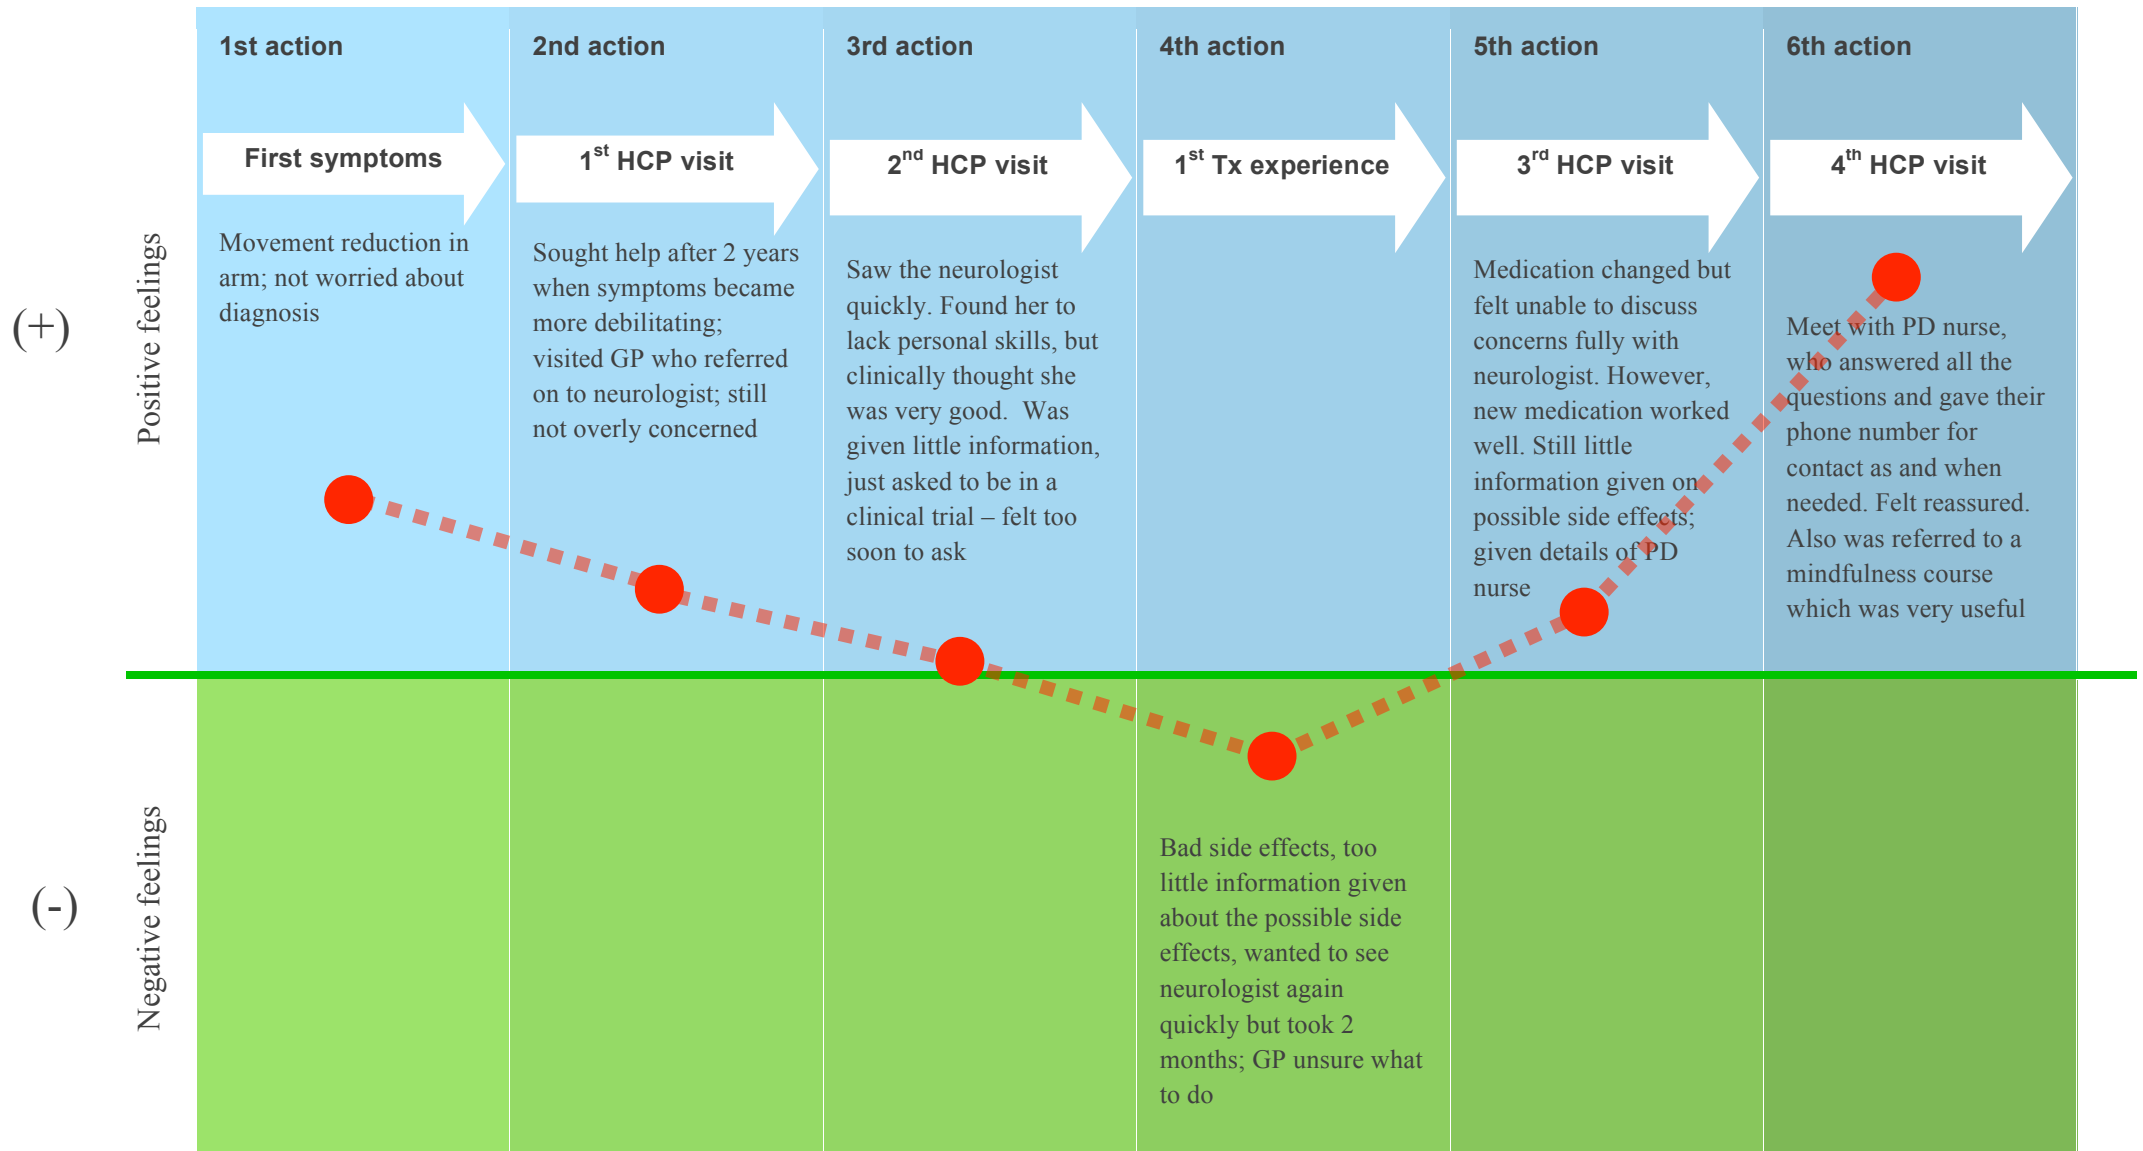 1st action
2nd action
3rd action
4th action
5th action
6th action
First symptoms
1st HCP visit
2nd HCP visit
1st Tx experience
3rd HCP visit
4th HCP visit
(+)
Positive feelings
Movement reduction in
arm; not worried about
diagnosis
Sought help after 2 years
when symptoms became
more debilitating;
visited GP who referred
on to neurologist; still
not overly concerned
Saw the neurologist
quickly. Found her to
lack personal skills, but
clinically thought she
was very good.  Was
given little information,
just asked to be in a
clinical trial – felt too
soon to ask
Medication changed but
felt unable to discuss
concerns fully with
neurologist. However,
new medication worked
well. Still little
information given on
possible side effects;
given details of PD
nurse
Meet with PD nurse,
who answered all the
questions and gave their
phone number for
contact as and when
needed. Felt reassured.
Also was referred to a
mindfulness course
which was very useful
(-)
Negative feelings
Bad side effects, too
little information given
about the possible side
effects, wanted to see
neurologist again
quickly but took 2
months; GP unsure what
to do